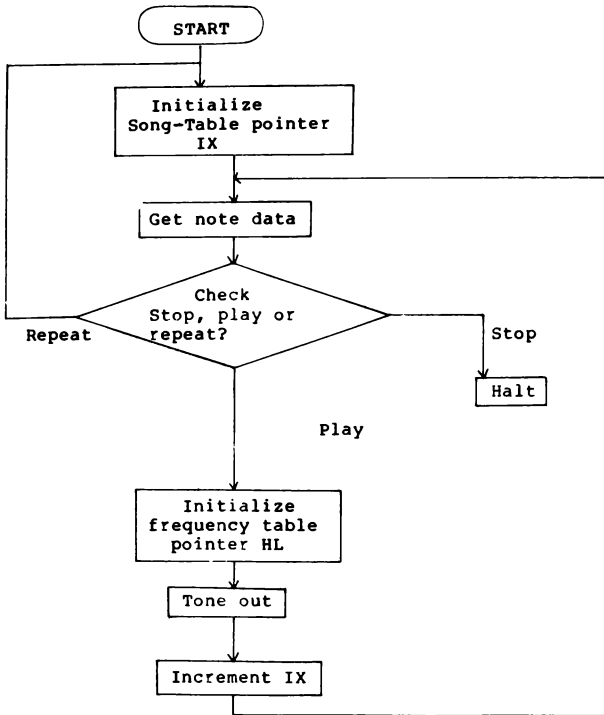 START
Initialize
Song-Table pointer
IX
Get note data
Check
Stop, play or
repeat?
Repeat
Stop
Halt
Play
Initialize
frequency table
pointer HL
Tone out
Increment IX